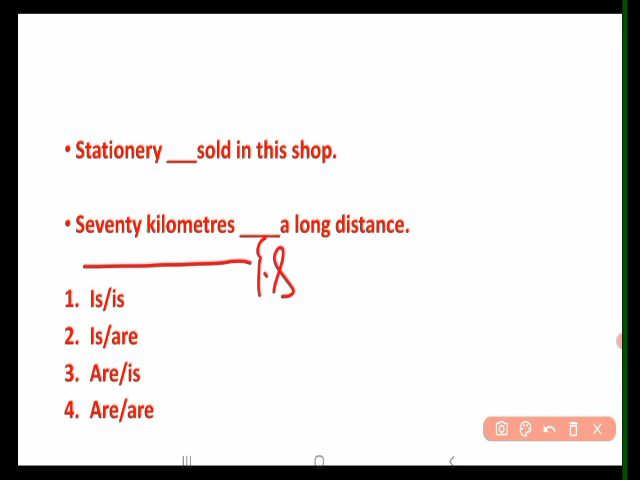 • Stationery ___sold in this shop.
• Seventy kilometres ____a long distance.
is
1. Is/is
2. Is/are
3. Are/is
4. Are/are